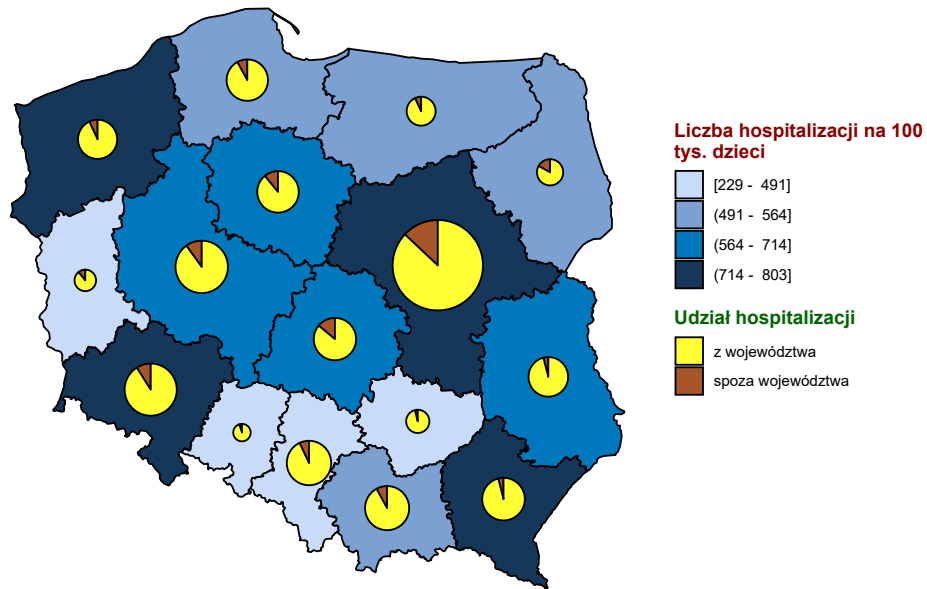 Liczba hospitalizacji na 100
tys. dzieci
[229 - 491]
(491 - 564]
(564 - 714]
(714 - 803]
Udział hospitalizacji
z województwa
spoza województwa